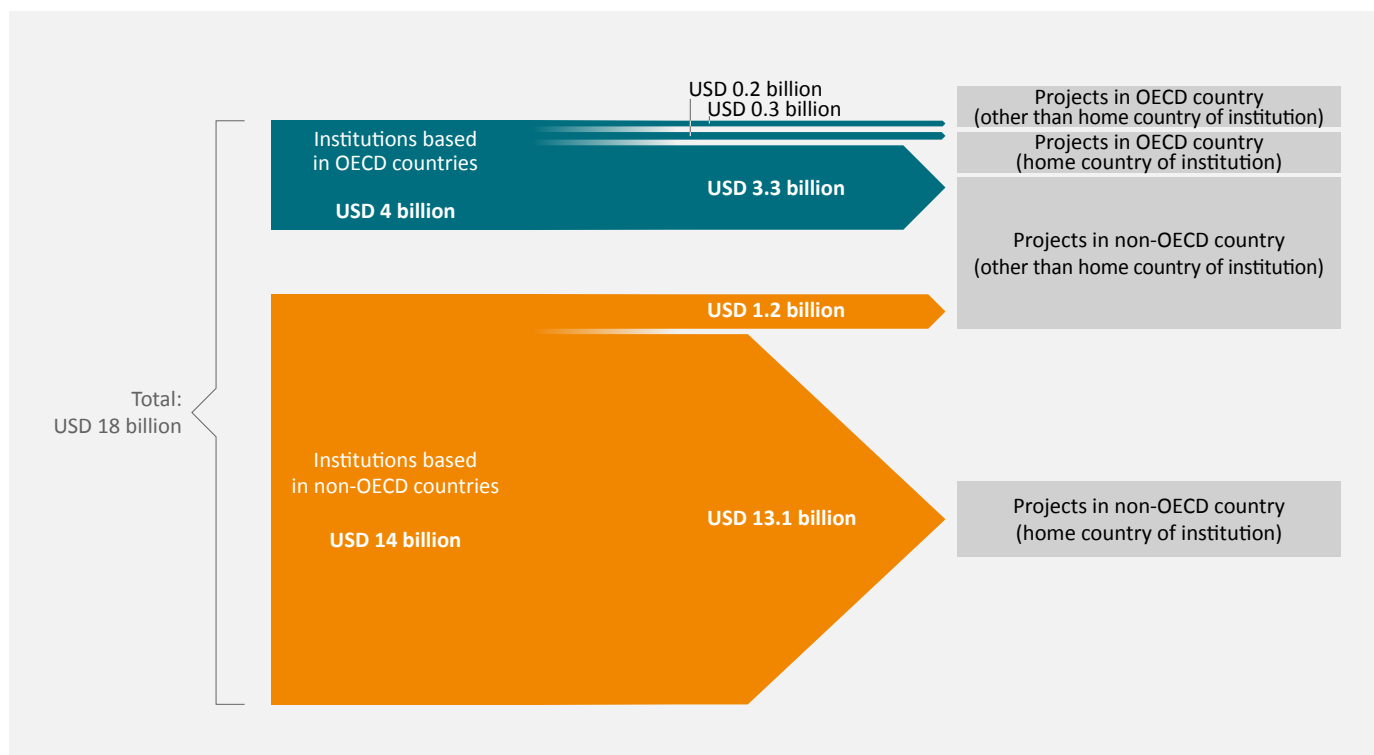 USD 0.2 billion
USD 0.3 billion
Projects in OECD country
(other than home country of institution)
Institutions based
in OECD countries
USD 4 billion
Projects in OECD country
(home country of institution)
USD 3.3 billion
Projects in non-OECD country
(other than home country of institution)
USD 1.2 billion
Total:
USD 18 billion
Institutions based
in non-OECD countries
USD 14 billion
USD 13.1 billion
Projects in non-OECD country
(home country of institution)